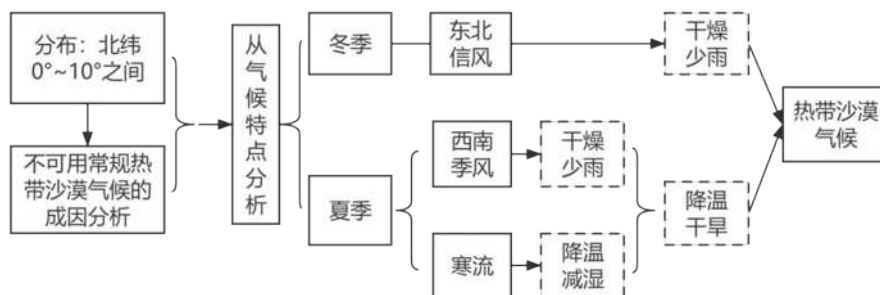 分布：北纬
0°~10°之间
不可用常规热
带沙漠气候的
成因分析
从
气
候
特
点
分
析
冬季
东北
信风
干燥
少雨
夏季
西南
季风
干燥
少雨
寒流
降温
减湿
降温
干旱
热带沙漠
气候